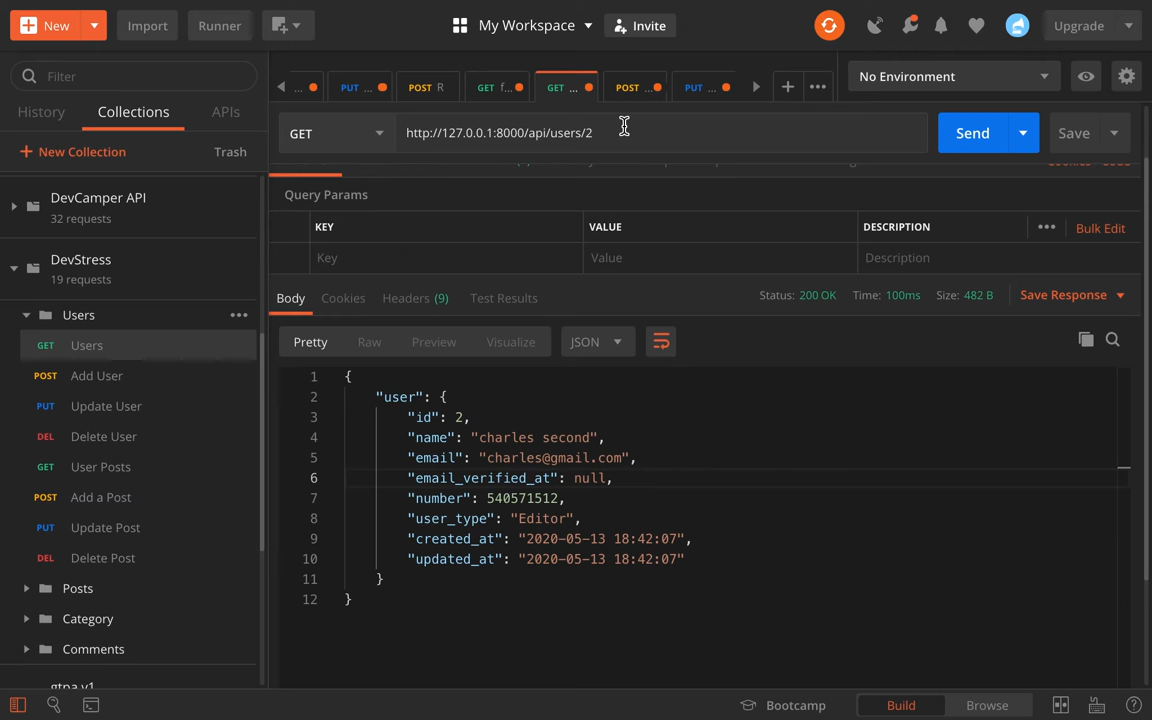 New
Import
Runner
My Workspace
Invite
Upgrade
Filter
... PUT ... POST R GET f... GET ... POST ... PUT ...
No Environment
History
Collections
APIs
GET
http://127.0.0.1:8000/api/users/2
Send
Save
+ New Collection
Trash
Query Params
KEY
VALUE
DESCRIPTION
Bulk Edit
Key
Value
Description
DevCamper API
32 requests
DevStress
19 requests
Users
GET Users
POST Add User
PUT Update User
DEL Delete User
GET User Posts
POST Add a Post
PUT Update Post
DEL Delete Post
Posts
Category
Comments
Body
Cookies
Headers (9)
Test Results
Status: 200 OK
Time: 100ms
Size: 482 B
Save Response
Pretty
Raw
Preview
Visualize
JSON
1 {
2 "user": {
3 "id": 2,
4 "name": "charles second",
5 "email": "charles@gmail.com",
6 "email_verified_at": null,
7 "number": 540571512,
8 "user_type": "Editor",
9 "created_at": "2020-05-13 18:42:07",
10 "updated_at": "2020-05-13 18:42:07"
11 }
12 }
Bootcamp
Build
Browse